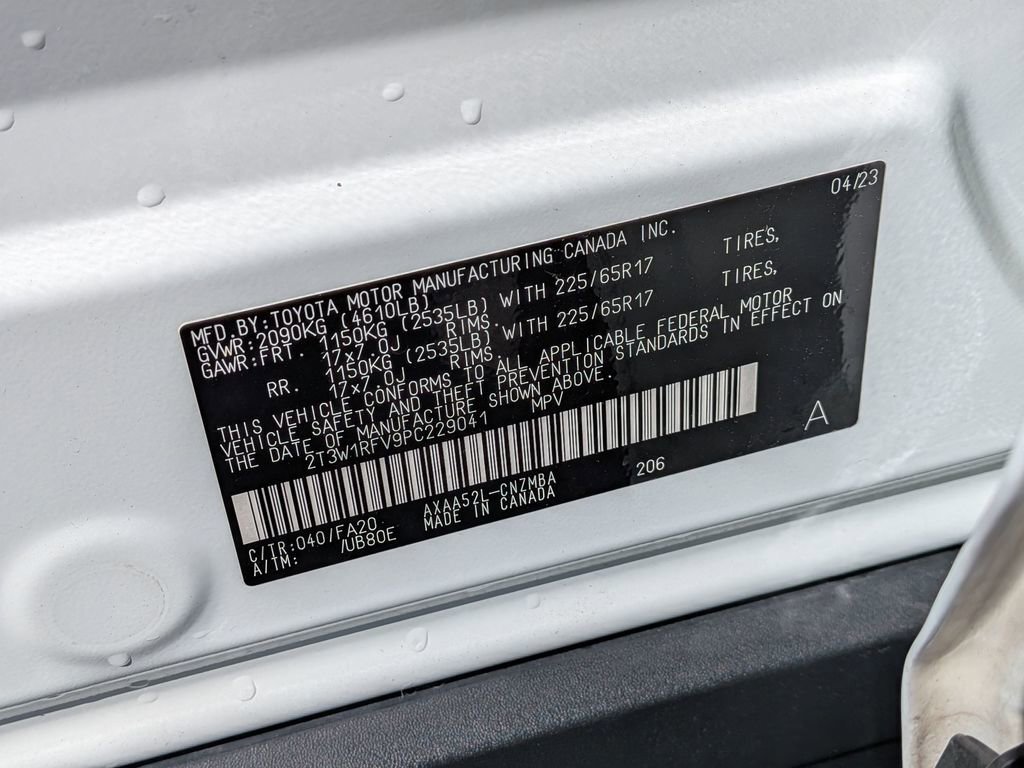 04/23
MFD.BY:TOYOTA MOTOR MANUFACTURING CANADA INC.
GVWR:2090KG (4610LB)
GAWR:FRT. 1150KG (2535LB) WITH 225/65R17 TIRES,
17x7.0J RIMS.
RR. 1150KG (2535LB) WITH 225/65R17 TIRES,
17x7.0J RIMS.
THIS VEHICLE CONFORMS TO ALL APPLICABLE FEDERAL MOTOR
VEHICLE SAFETY AND THEFT PREVENTION STANDARDS IN EFFECT ON
THE DATE OF MANUFACTURE SHOWN ABOVE.
2T3W1RFV9PC229041 MPV
A
C/TR:040/FA20 AXAA52L-CNZMBA 206
A/TM: /UB80E MADE IN CANADA